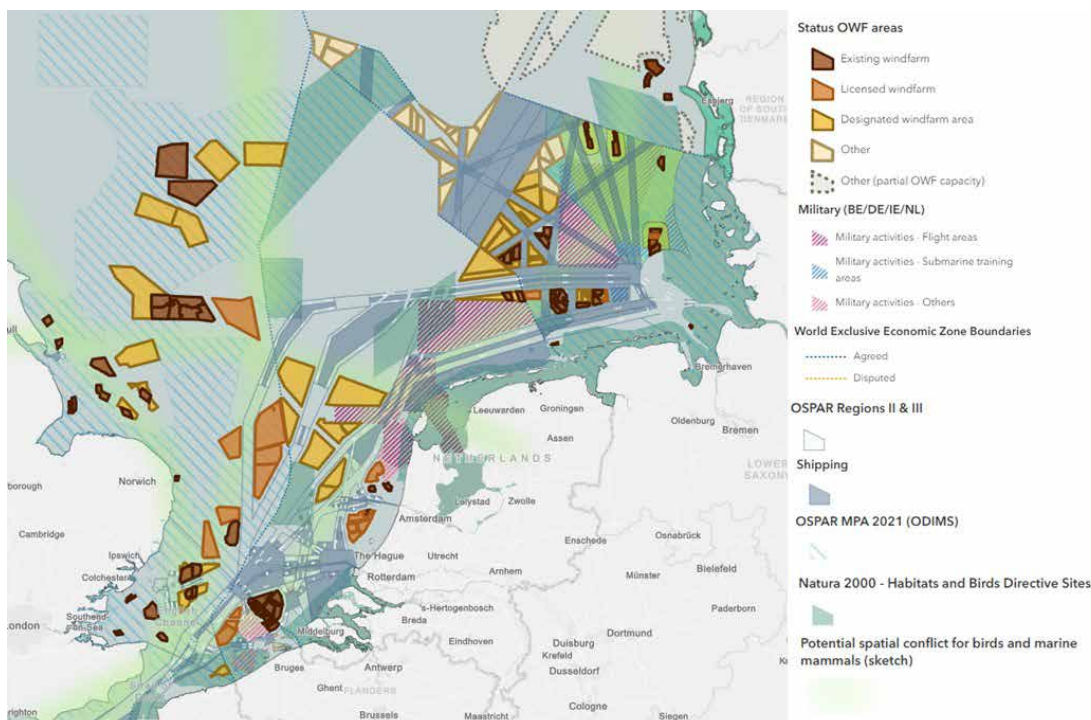 Status OWF areas
Existing windfarm
Licensed windfarm
Designated windfarm area
Other
Other (partial OWF capacity)
Military (BE/DE/IE/NL)
Military activities - Flight areas
Military activities - Submarine training
areas
Military activities - Others
World Exclusive Economic Zone Boundaries
Agreed
Disputed
OSPAR Regions II & III
Shipping
OSPAR MPA 2021 (ODIMS)
Natura 2000 - Habitats and Birds Directive Sites
Potential spatial conflict for birds and marine
mammals (sketch)
Esbjerg
REGION
OF SOUTH
DENMARK
Bremerhaven
Leeuwarden
Groningen
Oldenburg
Bremen
Assen
NETHERLANDS
LOWER
SAXONY
Norwich
Lelystad
Zwolle
borough
Cambridge
Amsterdam
Enschede
Osnabrück
Ipswich
The Hague
Utrecht
Colchester
Rotterdam
Arnhem
Münster
Bielefeld
Southend-
on-Sea
London
's-Hertogenbosch
Paderborn
Middelburg
Breda
Eindhoven
Duisburg
Dortmund
Krefeld
Bruges
Antwerp
Dusseldorf
Ghent
FLANDERS
Cologne
righton
Brussels
Maastricht
Siegen